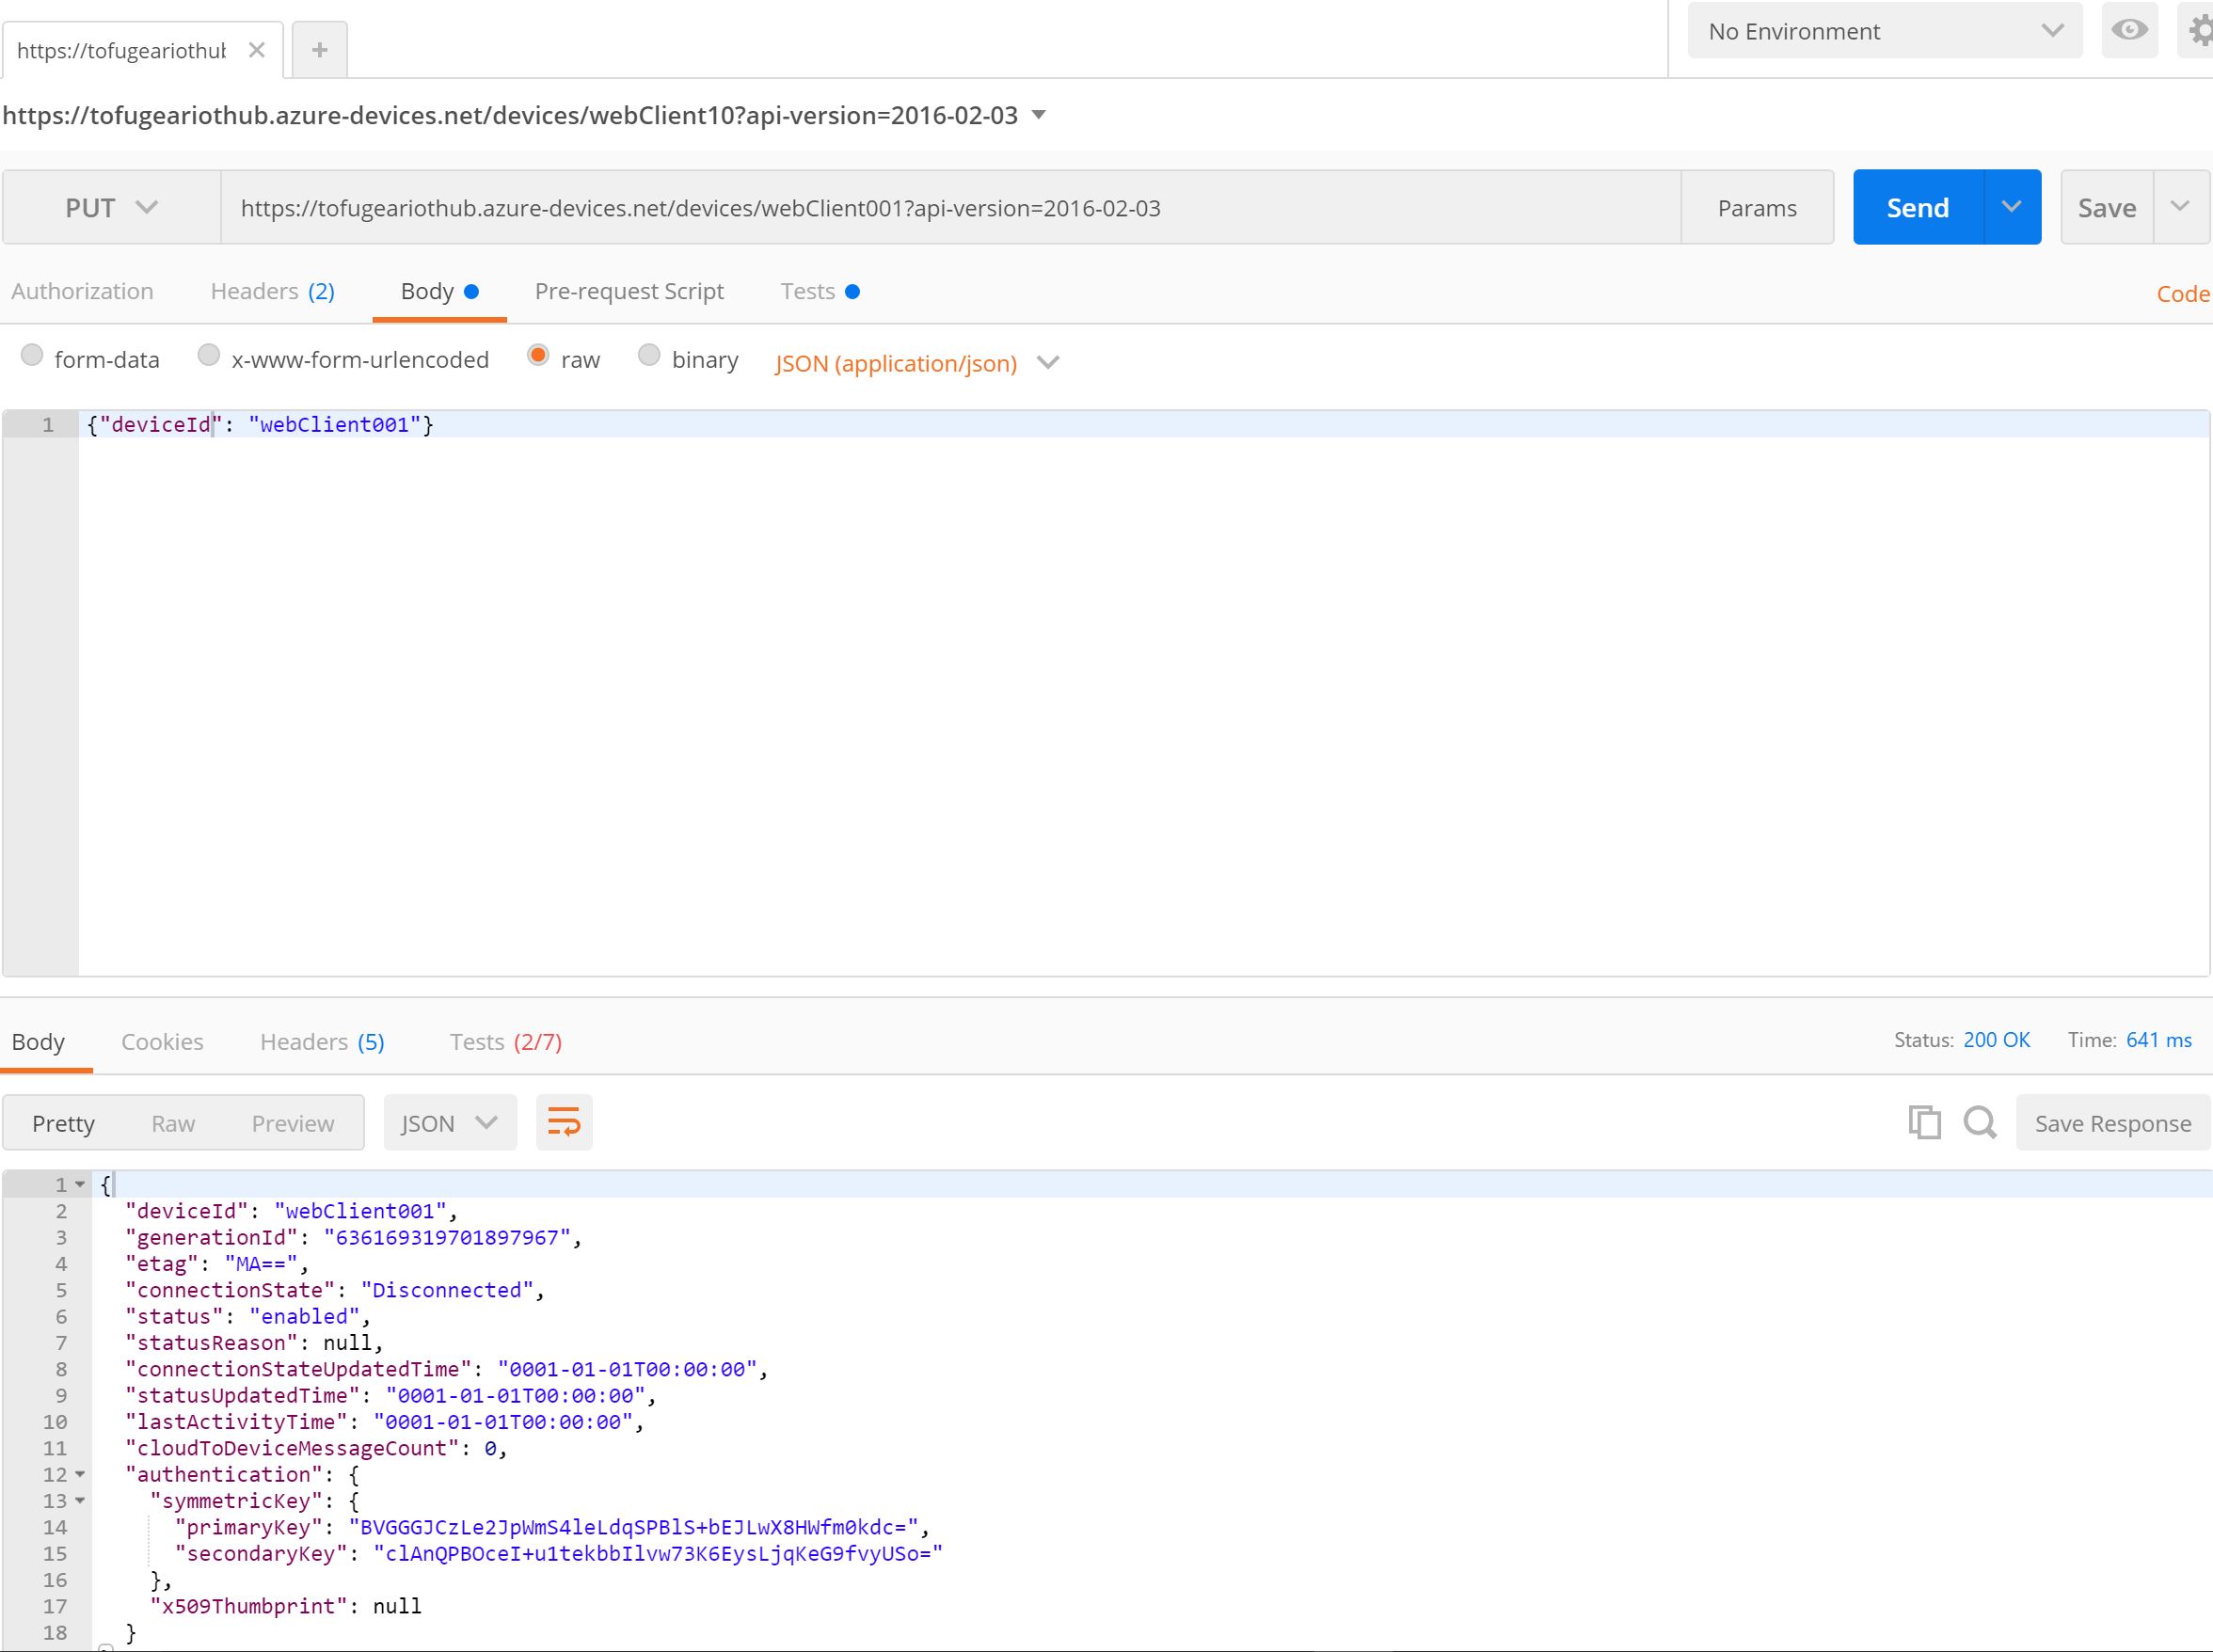 https://tofugeariothub
No Environment
https://tofugeariothub.azure-devices.net/devices/webClient10?api-version=2016-02-03
PUT https://tofugeariothub.azure-devices.net/devices/webClient001?api-version=2016-02-03 Params Send Save
Authorization Headers (2) Body Pre-request Script Tests Code
form-data x-www-form-urlencoded raw binary JSON (application/json)
1 {"deviceId": "webClient001"}
Body Cookies Headers (5) Tests (2/7) Status: 200 OK Time: 641 ms
Pretty Raw Preview JSON Save Response
1 {
2 "deviceId": "webClient001",
3 "generationId": "636169319701897967",
4 "etag": "MA==",
5 "connectionState": "Disconnected",
6 "status": "enabled",
7 "statusReason": null,
8 "connectionStateUpdatedTime": "0001-01-01T00:00:00",
9 "statusUpdatedTime": "0001-01-01T00:00:00",
10 "lastActivityTime": "0001-01-01T00:00:00",
11 "cloudToDeviceMessageCount": 0,
12 "authentication": {
13 "symmetricKey": {
14 "primaryKey": "BVGGGJCzLe2JpWmS4leLdqSPBlS+bEJLwX8HWfm0kdc=",
15 "secondaryKey": "clAnQPBOceI+u1tekbbIlvw73K6EysLjqKeG9fvyUSo="
16 },
17 "x509Thumbprint": null
18 }